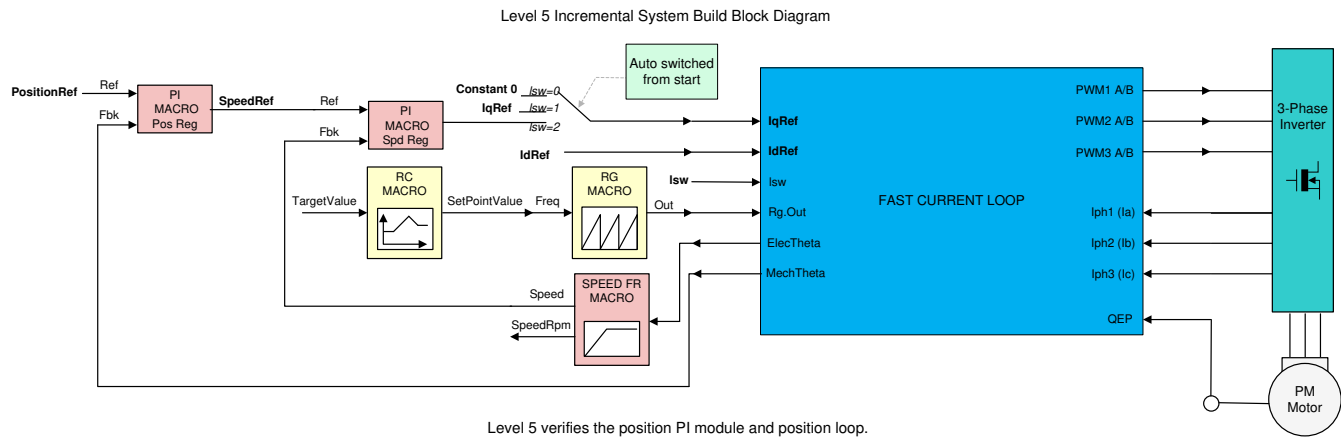 Level 5 Incremental System Build Block Diagram
Auto switched
from start
PositionRef
Ref
Fbk
PI
MACRO
Pos Reg
SpeedRef
Ref
Fbk
PI
MACRO
Spd Reg
Constant 0
Isw=0
IqRef
Isw=1
Isw=2
IdRef
Isw
TargetValue
RC
MACRO
SetPointValue
Freq
RG
MACRO
Out
Speed
SpeedRpm
SPEED FR
MACRO
IqRef
IdRef
Isw
Rg.Out
ElecTheta
MechTheta
FAST CURRENT LOOP
PWM1 A/B
PWM2 A/B
PWM3 A/B
Iph1 (Ia)
Iph2 (Ib)
Iph3 (Ic)
QEP
3-Phase
Inverter
PM
Motor
Level 5 verifies the position PI module and position loop.